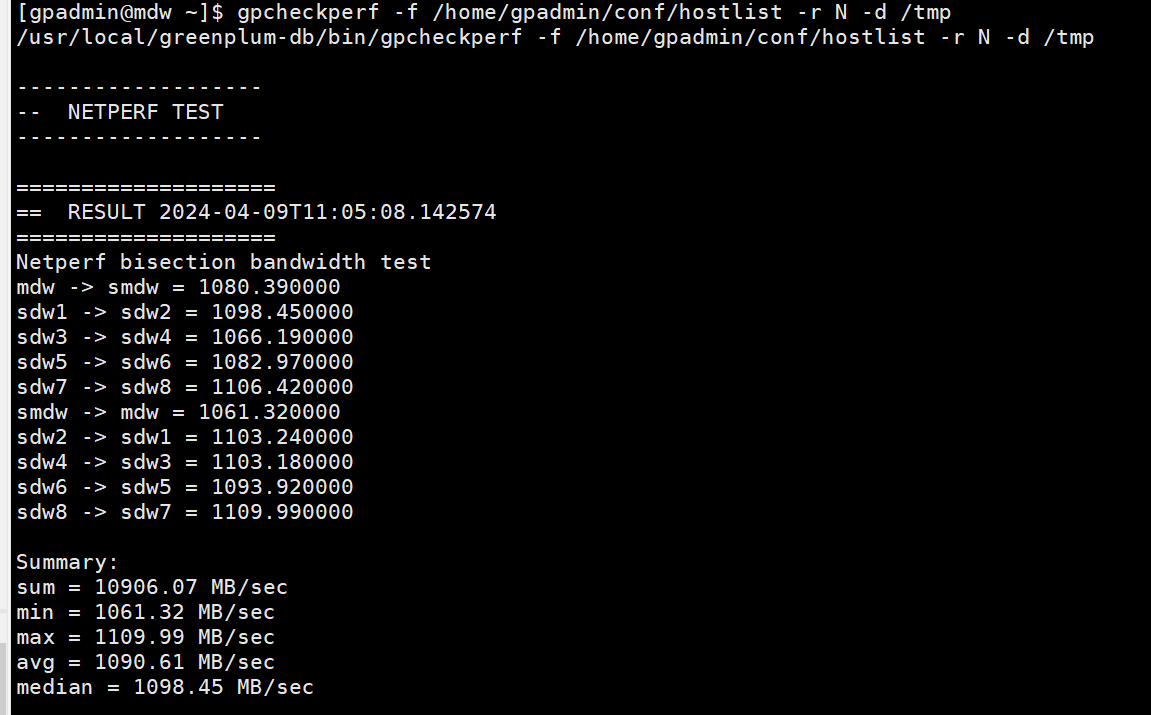 [gpadmin@mdw ~]$ gpcheckperf -f /home/gpadmin/conf/hostlist -r N -d /tmp
/usr/local/greenplum-db/bin/gpcheckperf -f /home/gpadmin/conf/hostlist -r N -d /tmp
-------------------
--  NETPERF TEST
-------------------
====================
==  RESULT 2024-04-09T11:05:08.142574
====================
Netperf bisection bandwidth test
mdw -> smdw = 1080.390000
sdw1 -> sdw2 = 1098.450000
sdw3 -> sdw4 = 1066.190000
sdw5 -> sdw6 = 1082.970000
sdw7 -> sdw8 = 1106.420000
smdw -> mdw = 1061.320000
sdw2 -> sdw1 = 1103.240000
sdw4 -> sdw3 = 1103.180000
sdw6 -> sdw5 = 1093.920000
sdw8 -> sdw7 = 1109.990000
Summary:
sum = 10906.07 MB/sec
min = 1061.32 MB/sec
max = 1109.99 MB/sec
avg = 1090.61 MB/sec
median = 1098.45 MB/sec